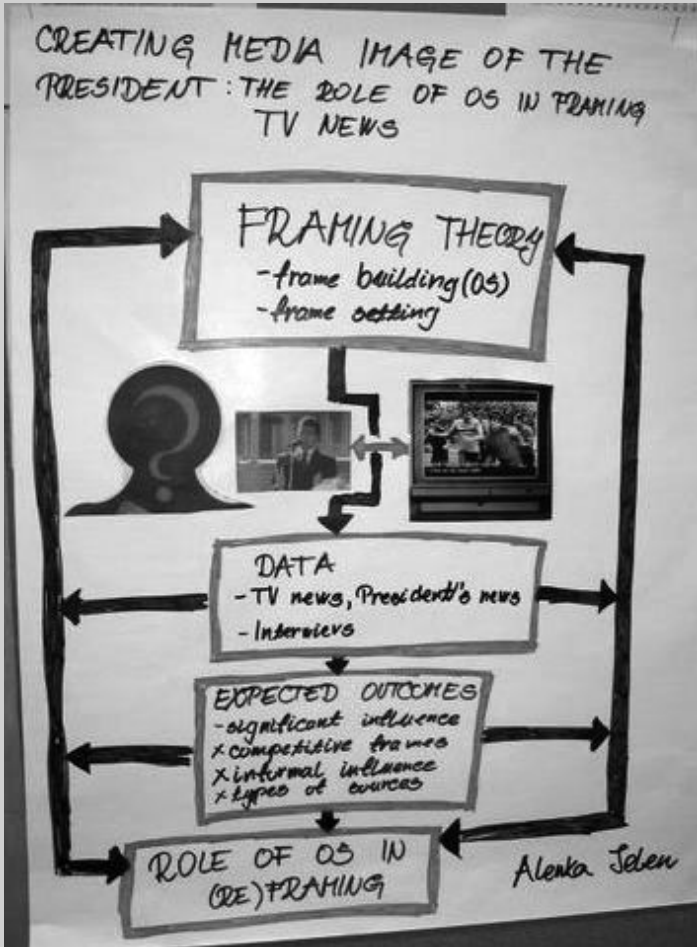 CREATING MEDIA IMAGE OF THE
PRESIDENT: THE ROLE OF OS IN FRAMING
TV NEWS
FRAMING THEORY
- frame building (OS)
- frame setting
?
DATA
- TV news, President's news
- Interviews
EXPECTED OUTCOMES
- significant influence
x competitive frames
x informal influence
x types of sources
ROLE OF OS IN
(RE)FRAMING
Alenka Jelen